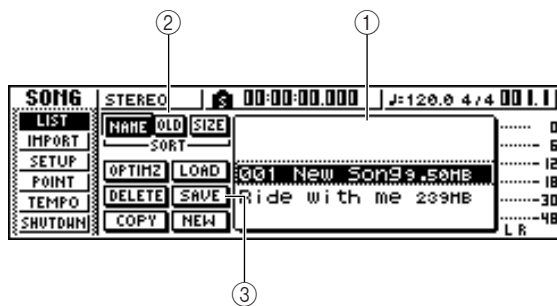 ② ①
SONG STEREO S 00:00:00.000 ♩=120.0 4/4 001.1
LIST NAME OLD SIZE
SORT
IMPORT
SETUP OPTIMZ LOAD 001 New Song 9.50MB
POINT
TEMPO DELETE SAVE Ride with me 239MB
SHUTDWN COPY NEW
0
6
12
18
30
48
L R
③